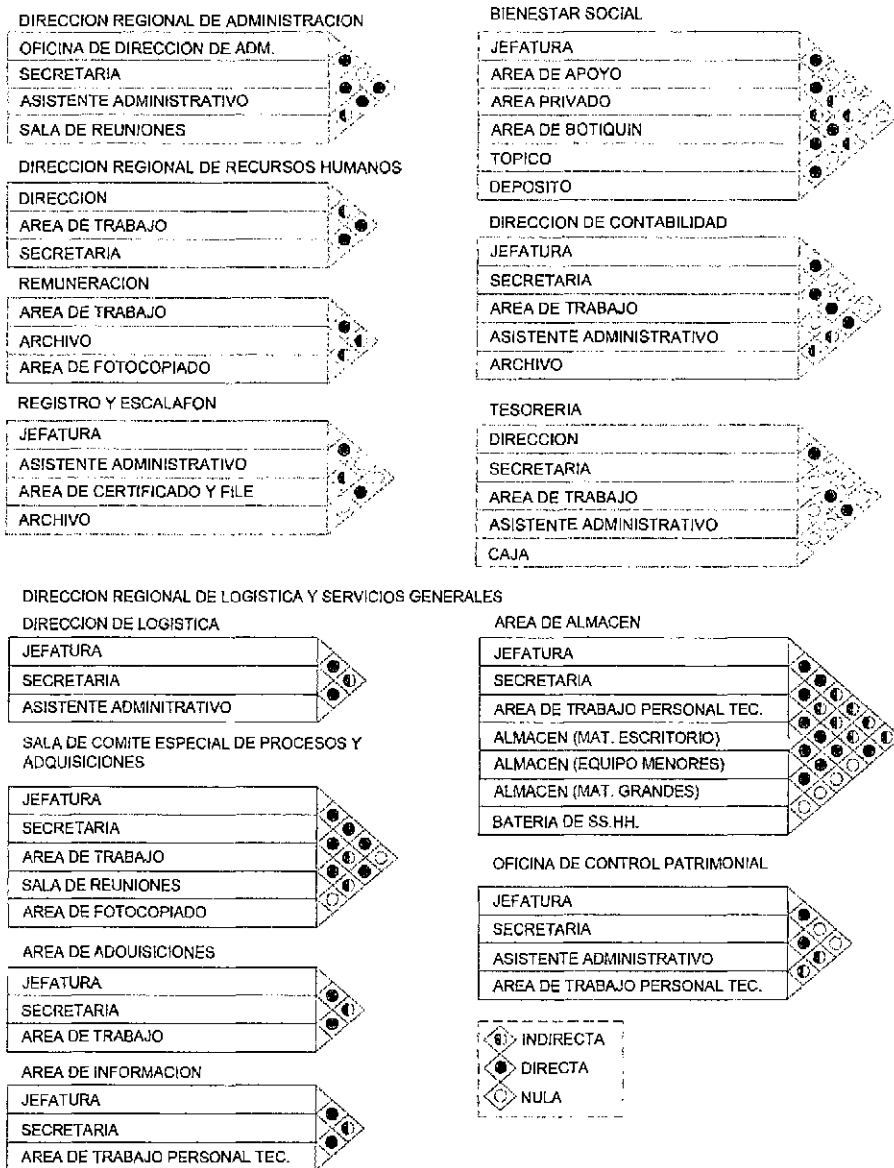 DIRECCION REGIONAL DE ADMINISTRACION
OFICINA DE DIRECCION DE ADM.
SECRETARIA
ASISTENTE ADMINISTRATIVO
SALA DE REUNIONES
DIRECCION REGIONAL DE RECURSOS HUMANOS
DIRECCION
AREA DE TRABAJO
SECRETARIA
REMUNERACION
AREA DE TRABAJO
ARCHIVO
AREA DE FOTOCOPIADO
REGISTRO Y ESCALAFON
JEFATURA
ASISTENTE ADMINISTRATIVO
AREA DE CERTIFICADO Y FILE
ARCHIVO
BIENESTAR SOCIAL
JEFATURA
AREA DE APOYO
AREA PRIVADO
AREA DE BOTIQUIN
TOPICO
DEPOSITO
DIRECCION DE CONTABILIDAD
JEFATURA
SECRETARIA
AREA DE TRABAJO
ASISTENTE ADMINISTRATIVO
ARCHIVO
TESORERIA
DIRECCION
SECRETARIA
AREA DE TRABAJO
ASISTENTE ADMINISTRATIVO
CAJA
DIRECCION REGIONAL DE LOGISTICA Y SERVICIOS GENERALES
DIRECCION DE LOGISTICA
JEFATURA
SECRETARIA
ASISTENTE ADMINITRATIVO
SALA DE COMITE ESPECIAL DE PROCESOS Y
ADQUISICIONES
JEFATURA
SECRETARIA
AREA DE TRABAJO
SALA DE REUNIONES
AREA DE FOTOCOPIADO
AREA DE ADQUISICIONES
JEFATURA
SECRETARIA
AREA DE TRABAJO
AREA DE INFORMACION
JEFATURA
SECRETARIA
AREA DE TRABAJO PERSONAL TEC.
AREA DE ALMACEN
JEFATURA
SECRETARIA
AREA DE TRABAJO PERSONAL TEC.
ALMACEN (MAT. ESCRITORIO)
ALMACEN (EQUIPO MENORES)
ALMACEN (MAT. GRANDES)
BATERIA DE SS.HH.
OFICINA DE CONTROL PATRIMONIAL
JEFATURA
SECRETARIA
ASISTENTE ADMINISTRATIVO
AREA DE TRABAJO PERSONAL TEC.
INDIRECTA
DIRECTA
NULA